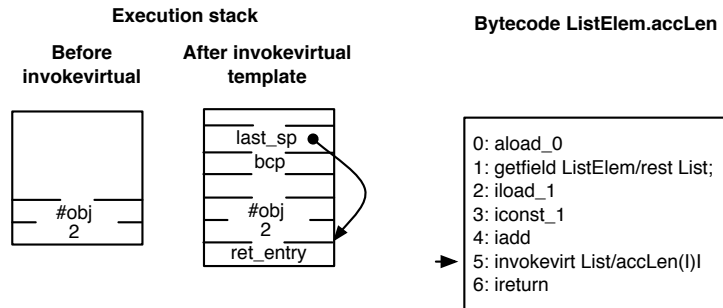 Execution stack
Before
invokevirtual
After invokevirtual
template
last_sp
bcp
#obj
2
#obj
2
ret_entry
Bytecode ListElem.accLen
0: aload_0
1: getfield ListElem/rest List;
2: iload_1
3: iconst_1
4: iadd
5: invokevirt List/accLen(I)I
6: ireturn